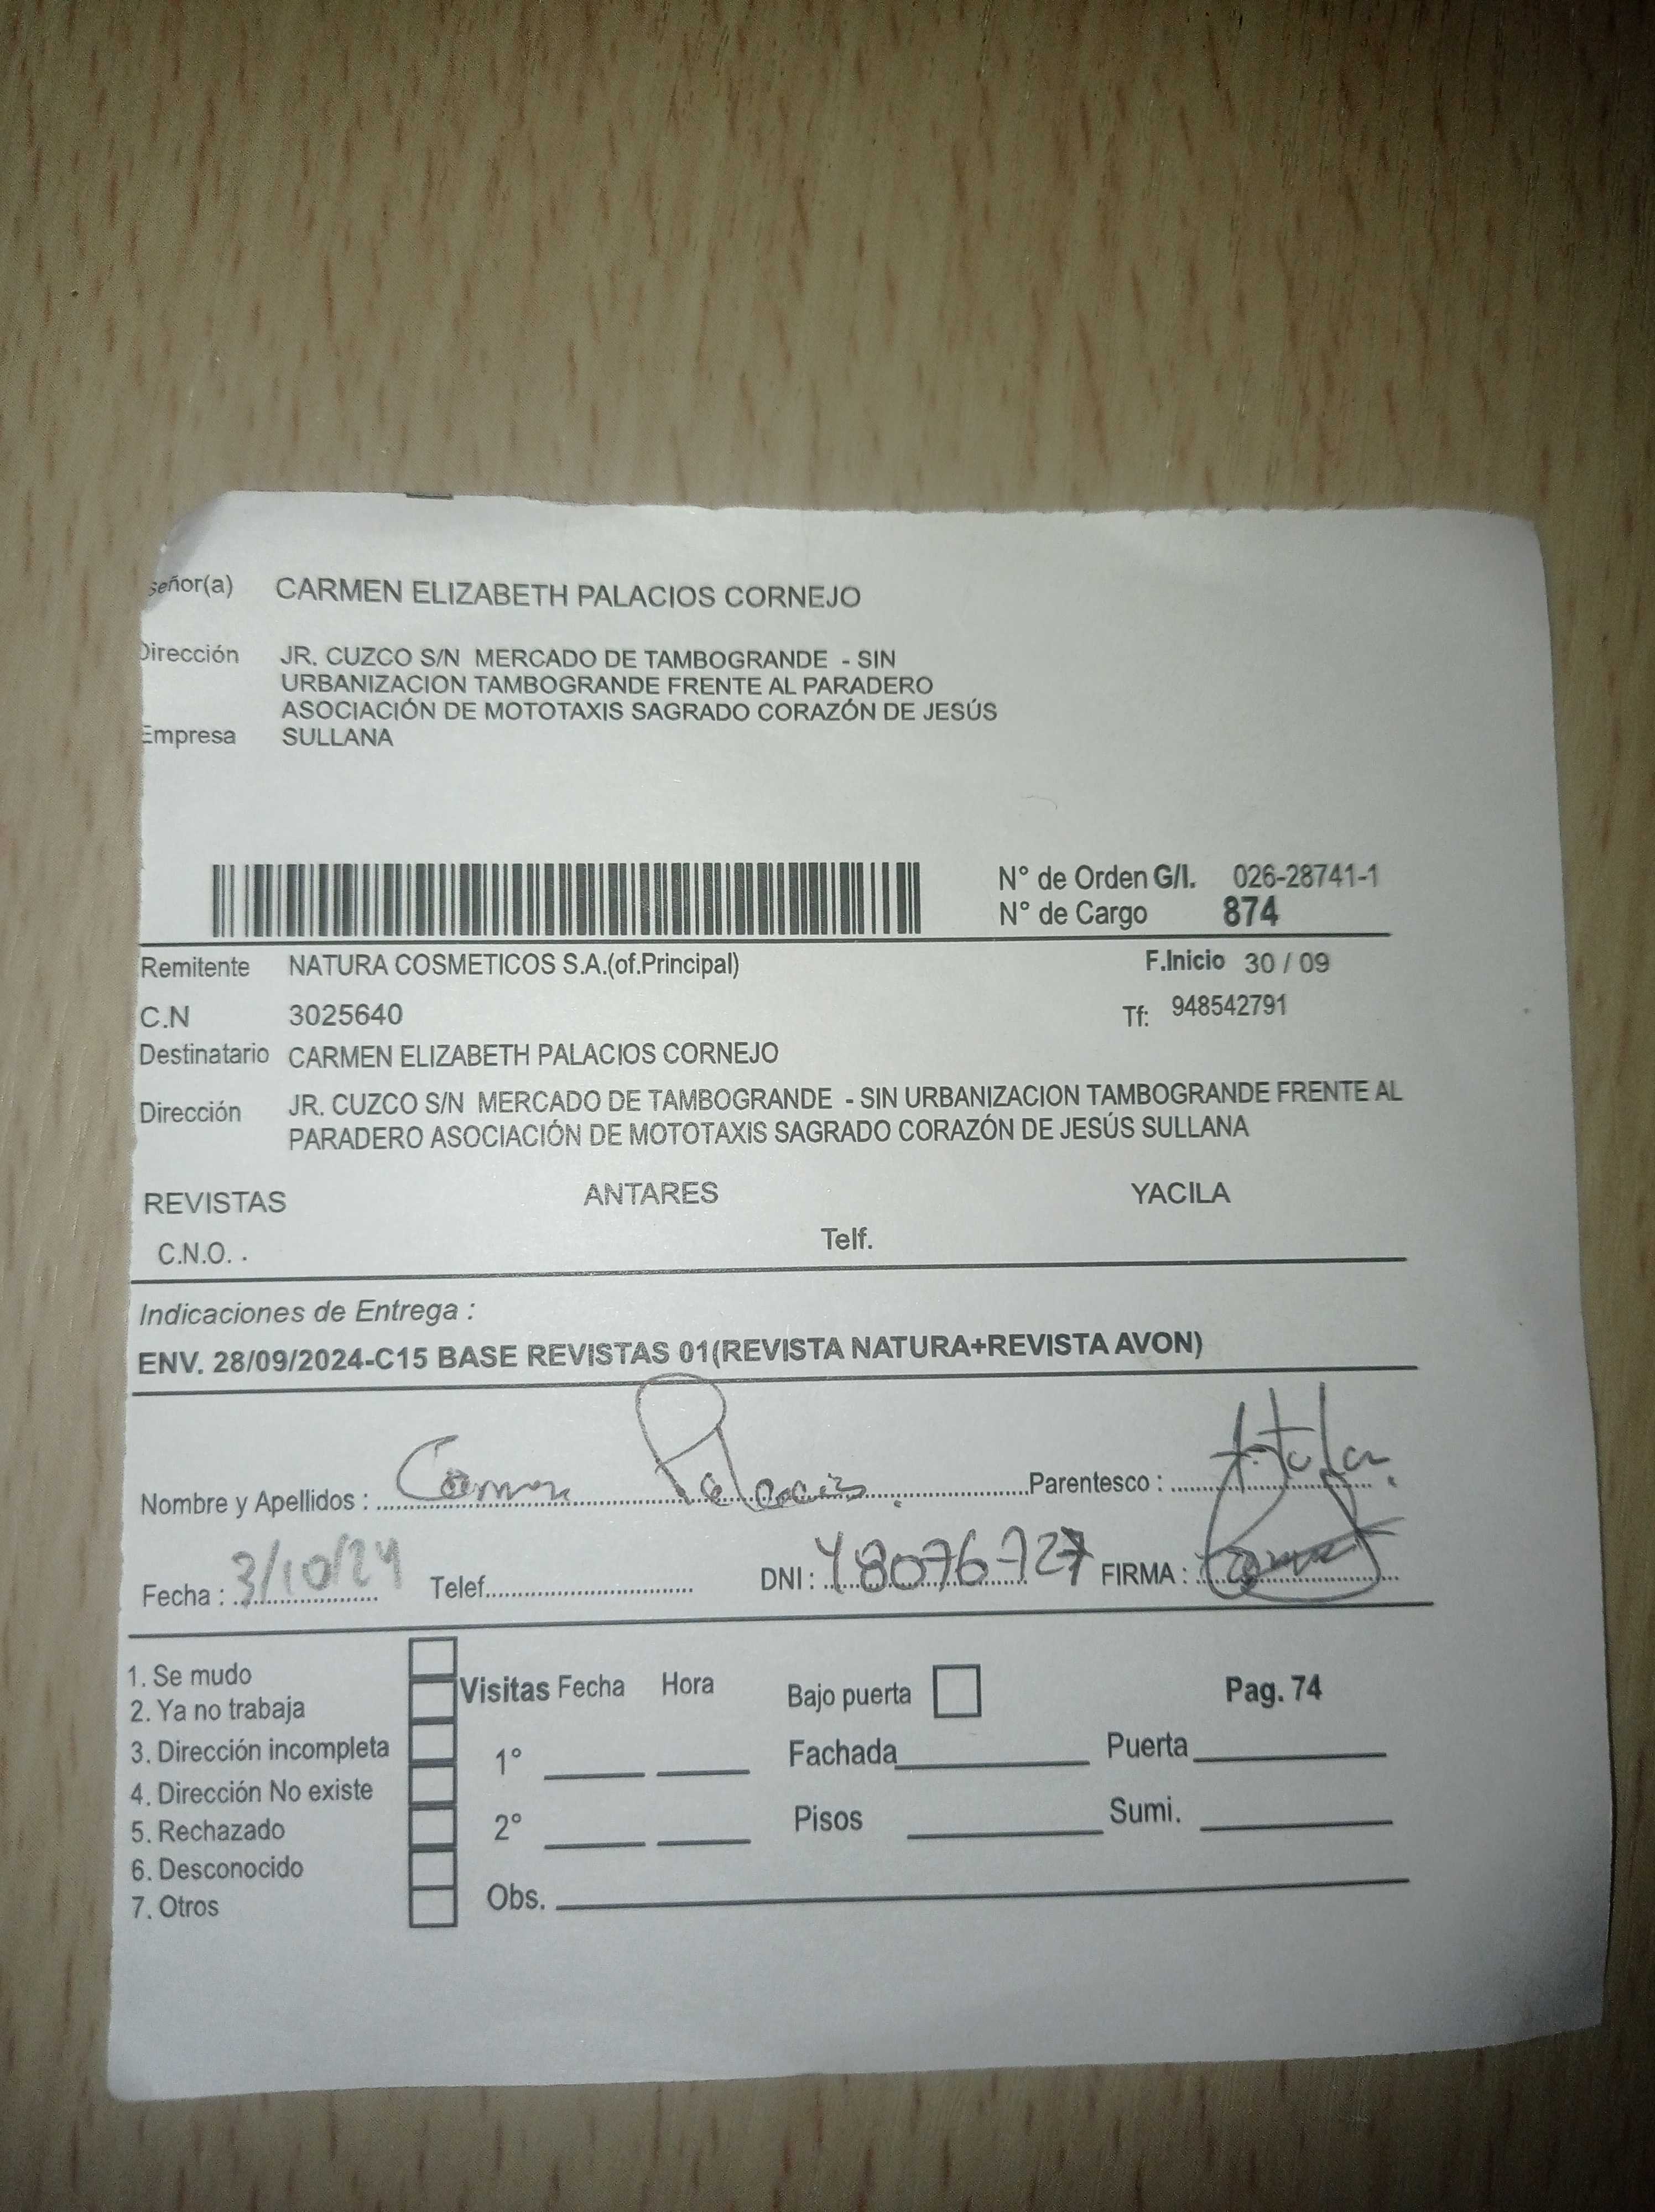 Señor(a) CARMEN ELIZABETH PALACIOS CORNEJO
Dirección JR. CUZCO S/N MERCADO DE TAMBOGRANDE - SIN
URBANIZACION TAMBOGRANDE FRENTE AL PARADERO
ASOCIACIÓN DE MOTOTAXIS SAGRADO CORAZÓN DE JESÚS
Empresa SULLANA
N° de Orden G/I. 026-28741-1
N° de Cargo 874
Remitente NATURA COSMETICOS S.A.(of.Principal) F.Inicio 30 / 09
C.N 3025640 Tf: 948542791
Destinatario CARMEN ELIZABETH PALACIOS CORNEJO
Dirección JR. CUZCO S/N MERCADO DE TAMBOGRANDE - SIN URBANIZACION TAMBOGRANDE FRENTE AL
PARADERO ASOCIACIÓN DE MOTOTAXIS SAGRADO CORAZÓN DE JESÚS SULLANA
REVISTAS ANTARES YACILA
C.N.O. . Telf.
Indicaciones de Entrega :
ENV. 28/09/2024-C15 BASE REVISTAS 01(REVISTA NATURA+REVISTA AVON)
Nombre y Apellidos : Carmen Palacios. Parentesco : titular.
Fecha : 3/10/24 Telef. DNI : 48076727 FIRMA :
1. Se mudo
2. Ya no trabaja
3. Dirección incompleta
4. Dirección No existe
5. Rechazado
6. Desconocido
7. Otros
Visitas Fecha Hora Bajo puerta Pag. 74
1° Fachada Puerta
2° Pisos Sumi.
Obs.